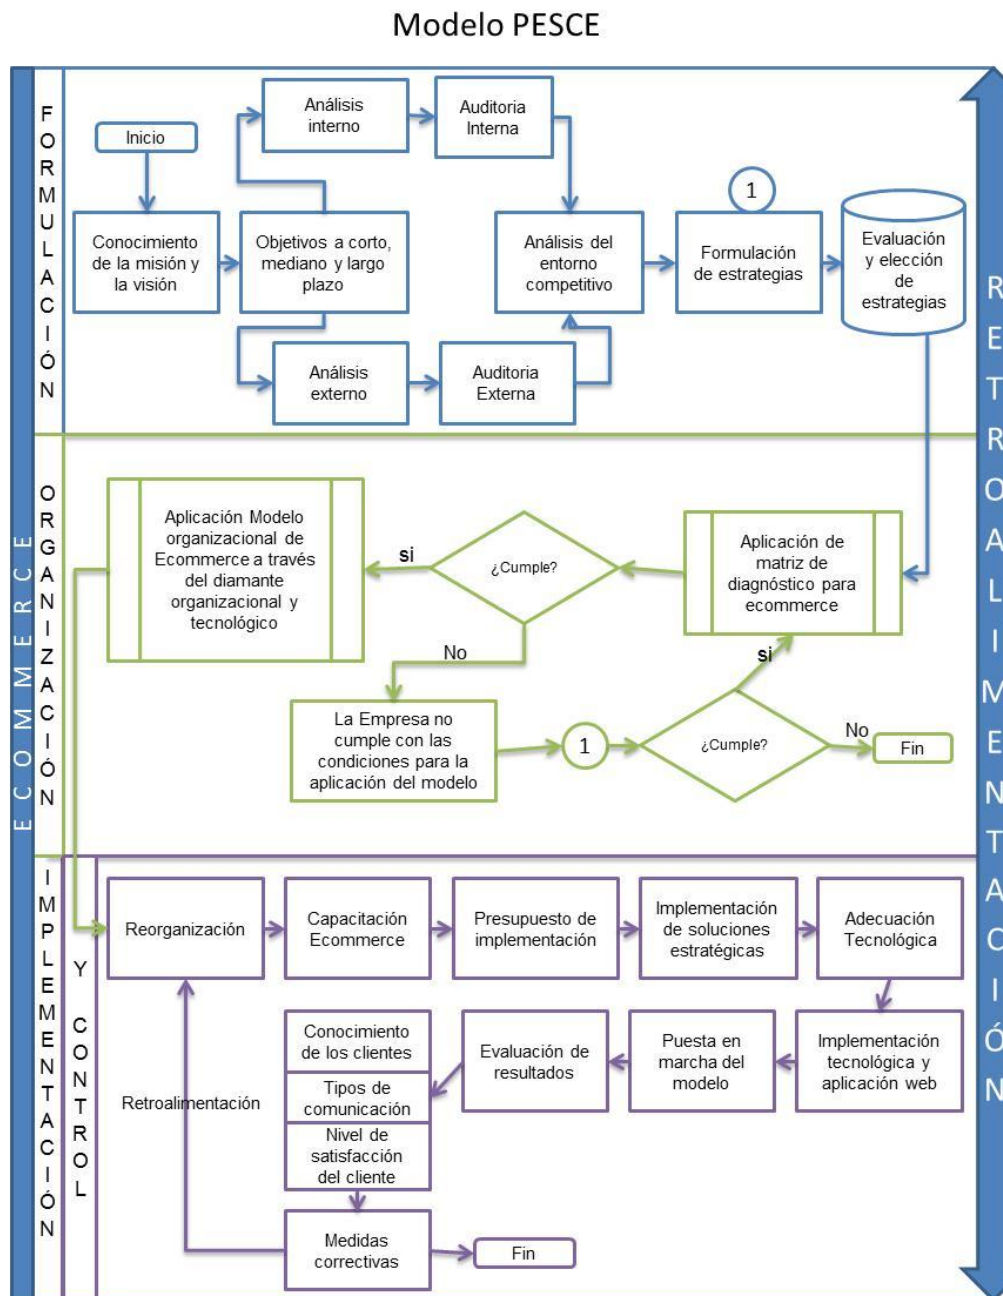 Modelo PESCE
ECOMMERCE
FORMULACIÓN
Inicio
Conocimiento
de la misión y
la visión
Objetivos a corto,
mediano y largo
plazo
Análisis
interno
Auditoria
Interna
Análisis
externo
Auditoria
Externa
Análisis del
entorno
competitivo
1
Formulación
de estrategias
Evaluación
y elección
de
estrategias
ORGANIZACIÓN
Aplicación de
matriz de
diagnóstico para
ecommerce
¿Cumple?
si
Aplicación Modelo
organizacional de
Ecommerce a través
del diamante
organizacional y
tecnológico
No
La Empresa no
cumple con las
condiciones para la
aplicación del modelo
1
¿Cumple?
si
No
Fin
IMPLEMENTACIÓN
Y CONTROL
Reorganización
Capacitación
Ecommerce
Presupuesto de
implementación
Implementación
de soluciones
estratégicas
Adecuación
Tecnológica
Implementación
tecnológica y
aplicación web
Puesta en
marcha del
modelo
Evaluación de
resultados
Conocimiento
de los clientes
Tipos de
comunicación
Nivel de
satisfacción
del cliente
Medidas
correctivas
Fin
Retroalimentación
RETROALIMENTACIÓN